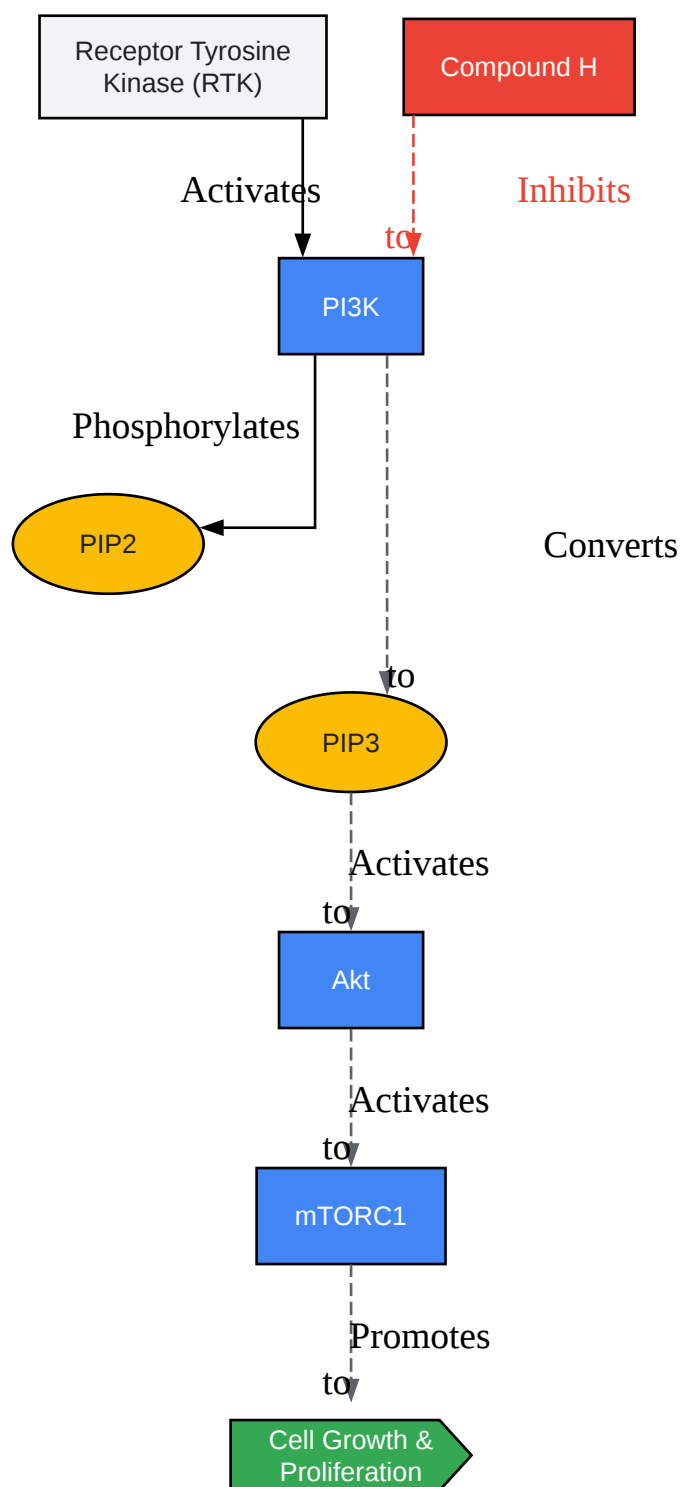 Receptor Tyrosine
Kinase (RTK)
Compound H
Activates
Inhibits
to
PI3K
Phosphorylates
PIP2
Converts
to
PIP3
Activates
to
Akt
Activates
to
mTORC1
Promotes
to
Cell Growth &
Proliferation